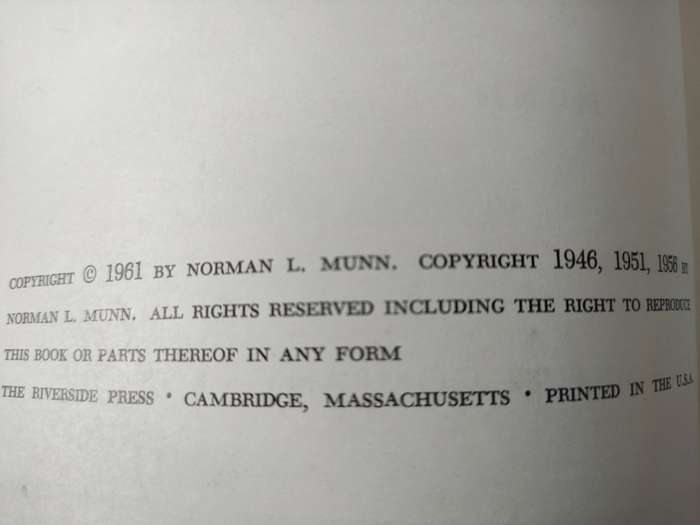 COPYRIGHT © 1961 BY NORMAN L. MUNN. COPYRIGHT 1946, 1951, 1956 BY
NORMAN L. MUNN. ALL RIGHTS RESERVED INCLUDING THE RIGHT TO REPRODUCE
THIS BOOK OR PARTS THEREOF IN ANY FORM
THE RIVERSIDE PRESS • CAMBRIDGE, MASSACHUSETTS • PRINTED IN THE U.S.A.